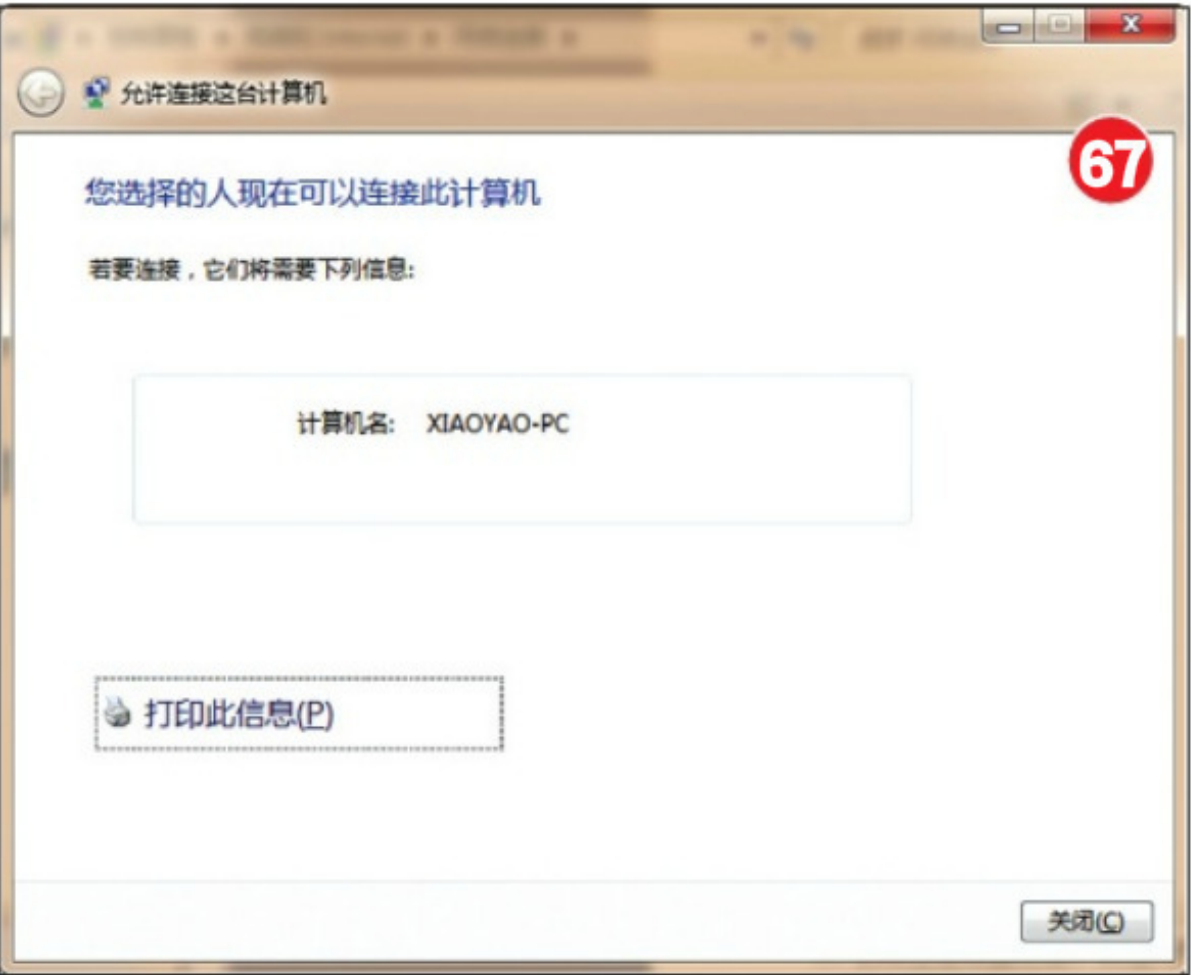 允许连接这台计算机
67
您选择的人现在可以连接此计算机
若要连接，它们将需要下列信息:
计算机名: XIAOYAO-PC
打印此信息(P)
关闭(C)